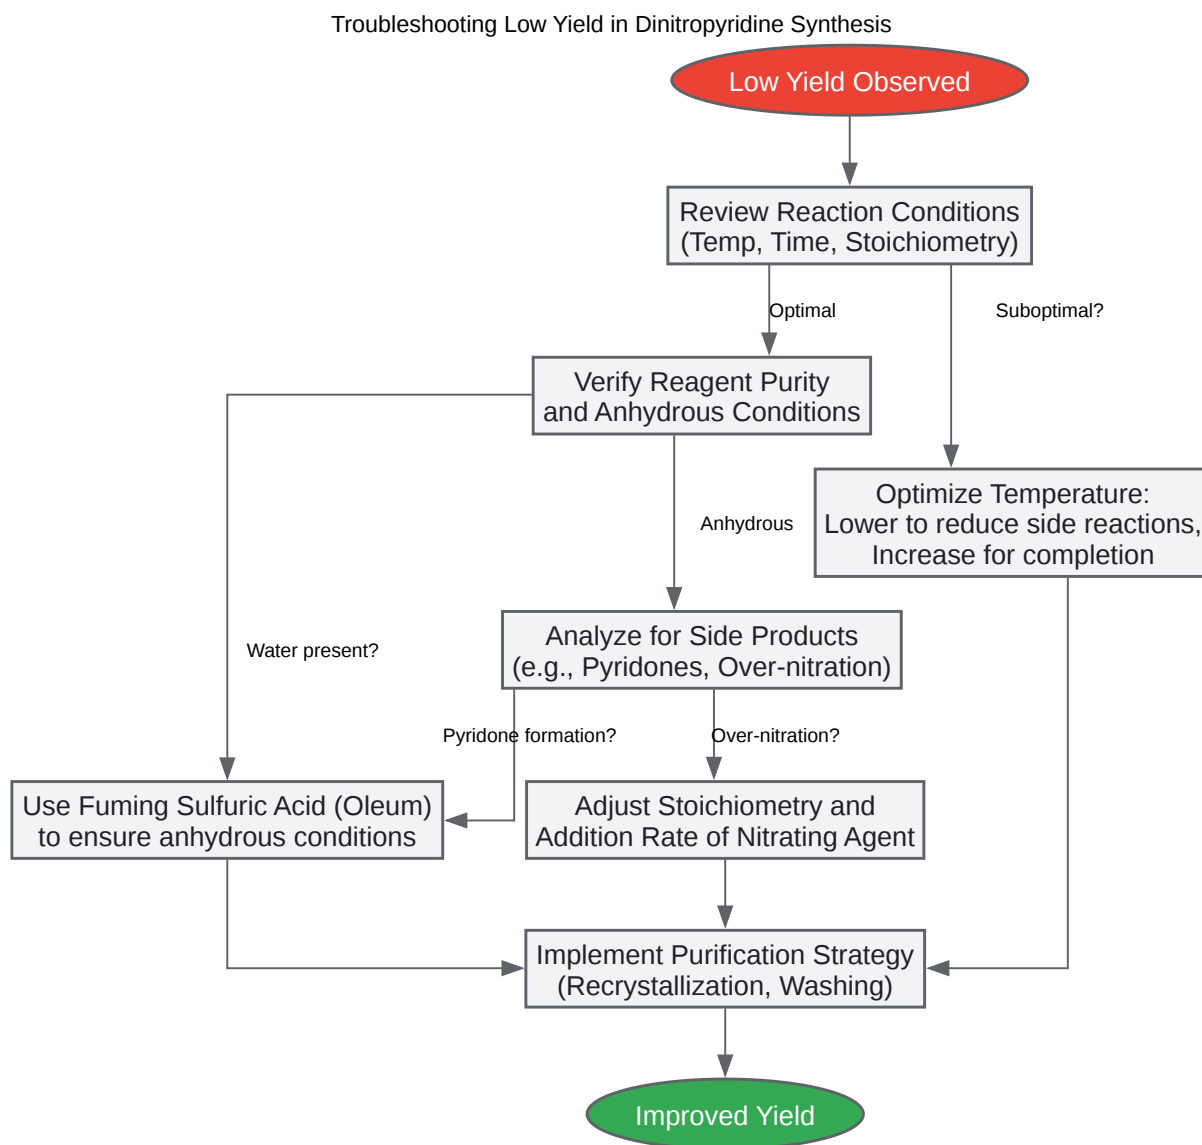 Troubleshooting Low Yield in Dinitropyridine Synthesis
Low Yield Observed
Review Reaction Conditions
(Temp, Time, Stoichiometry)
Optimal
Suboptimal?
Verify Reagent Purity
and Anhydrous Conditions
Optimize Temperature:
Lower to reduce side reactions,
Increase for completion
Anhydrous
Analyze for Side Products
(e.g., Pyridones, Over-nitration)
Water present?
Pyridone formation?
Over-nitration?
Use Fuming Sulfuric Acid (Oleum)
to ensure anhydrous conditions
Adjust Stoichiometry and
Addition Rate of Nitrating Agent
Implement Purification Strategy
(Recrystallization, Washing)
Improved Yield